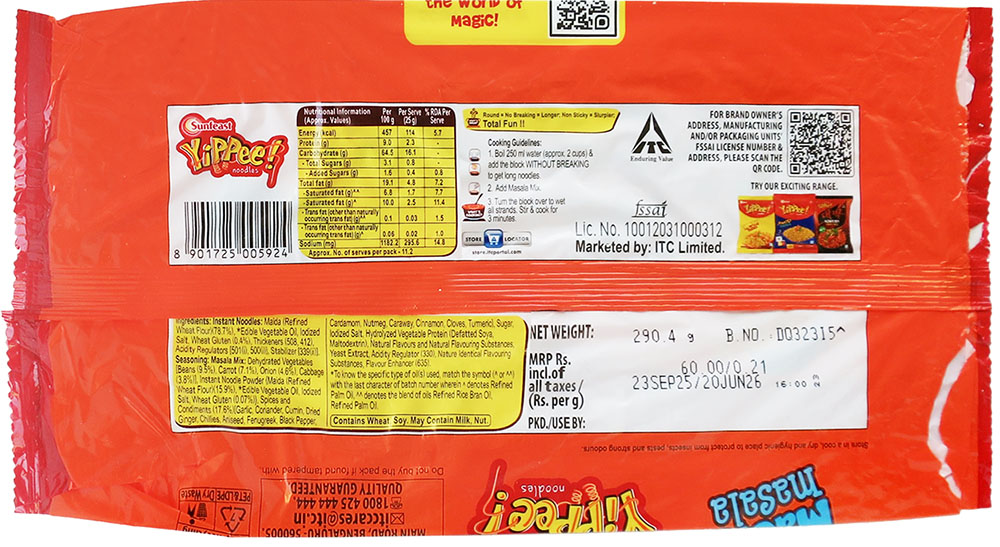 the world of
Magic!
Sunfeast
YiPPee!
noodles
8 901725 005924
Nutritional Information (Approx. Values) Per 100 g Per Serve (25 g) % RDA Per Serve
Energy (kcal) 457 114 5.7
Protein (g) 9.0 2.3 -
Carbohydrate (g) 64.5 16.1 -
- Total Sugars (g) 3.1 0.8 -
- Added Sugars (g) 1.6 0.4 0.8
Total fat (g) 19.1 4.8 7.2
-Saturated fat (g)^^ 6.8 1.7 7.7
-Saturated fat (g)^ 10.0 2.5 11.4
-Trans fat (other than naturally
occurring trans fat) (g)^^ 0.1 0.03 1.5
-Trans fat (other than naturally
occurring trans fat) (g)^ 0.06 0.02 1.0
Sodium (mg) 1182.2 295.6 14.8
Approx. No. of serves per pack - 11.2
Round • No Breaking • Longer; Non Sticky • Slurpier;
Total Fun !!
Cooking Guidelines:
1. Boil 250 ml water (approx. 2 cups) &
add the block WITHOUT BREAKING
to get long noodles.
2. Add Masala Mix.
3. Turn the block over to wet
all strands. Stir & cook for
3 minutes.
STORE LOCATOR
store.itcportal.com
Enduring Value
fssai
Lic. No. 10012031000312
Marketed by: ITC Limited.
FOR BRAND OWNER'S
ADDRESS, MANUFACTURING
AND/OR PACKAGING UNITS'
FSSAI LICENSE NUMBER &
ADDRESS, PLEASE SCAN THE
QR CODE.
TRY OUR EXCITING RANGE.
Ingredients: Instant Noodles: Maida (Refined
Wheat Flour)(78.7%), *Edible Vegetable Oil, Iodized
Salt, Wheat Gluten (0.4%), Thickeners (508, 412),
Acidity Regulators [501(i), 500(i)], Stabilizer [339(i)].
Seasoning: Masala Mix: Dehydrated Vegetables
[Beans (9.5%), Carrot (7.1%), Onion (4.6%), Cabbage
(3.8%)], Instant Noodle Powder (Maida (Refined
Wheat Flour)(15.9%), *Edible Vegetable Oil, Iodized
Salt, Wheat Gluten (0.07%)), Spices and
Condiments (17.6%)(Garlic, Coriander, Cumin, Dried
Ginger, Chillies, Aniseed, Fenugreek, Black Pepper,
Cardamom, Nutmeg, Caraway, Cinnamon, Cloves, Turmeric), Sugar,
Iodized Salt, Hydrolyzed Vegetable Protein (Defatted Soya,
Maltodextrin), Natural Flavours and Natural Flavouring Substances,
Yeast Extract, Acidity Regulator (330), Nature Identical Flavouring
Substances, Flavour Enhancer (635).
*To know the specific type of oil(s) used, match the symbol (^ or ^^)
with the last character of batch number wherein ^ denotes Refined
Palm Oil, ^^ denotes the blend of oils Refined Rice Bran Oil,
Refined Palm Oil.
Contains Wheat, Soy. May Contain Milk, Nut.
NET WEIGHT: 290.4 g B.NO.: D032315^
MRP Rs.
incl.of
all taxes/
(Rs. per g)
60.00/0.21
23SEP25/20JUN26 16:00
PKD./USE BY:
Store in a cool, dry and hygienic place to protect from insects, pests and strong odours.
Do not buy the pack if found tampered with.
QUALITY GUARANTEED
1800 425 444 444
itccares@itc.in
MAIN ROAD, BENGALURU - 560005.
PET&LDPE Dry Waste
7
YiPPee!
noodles
masala